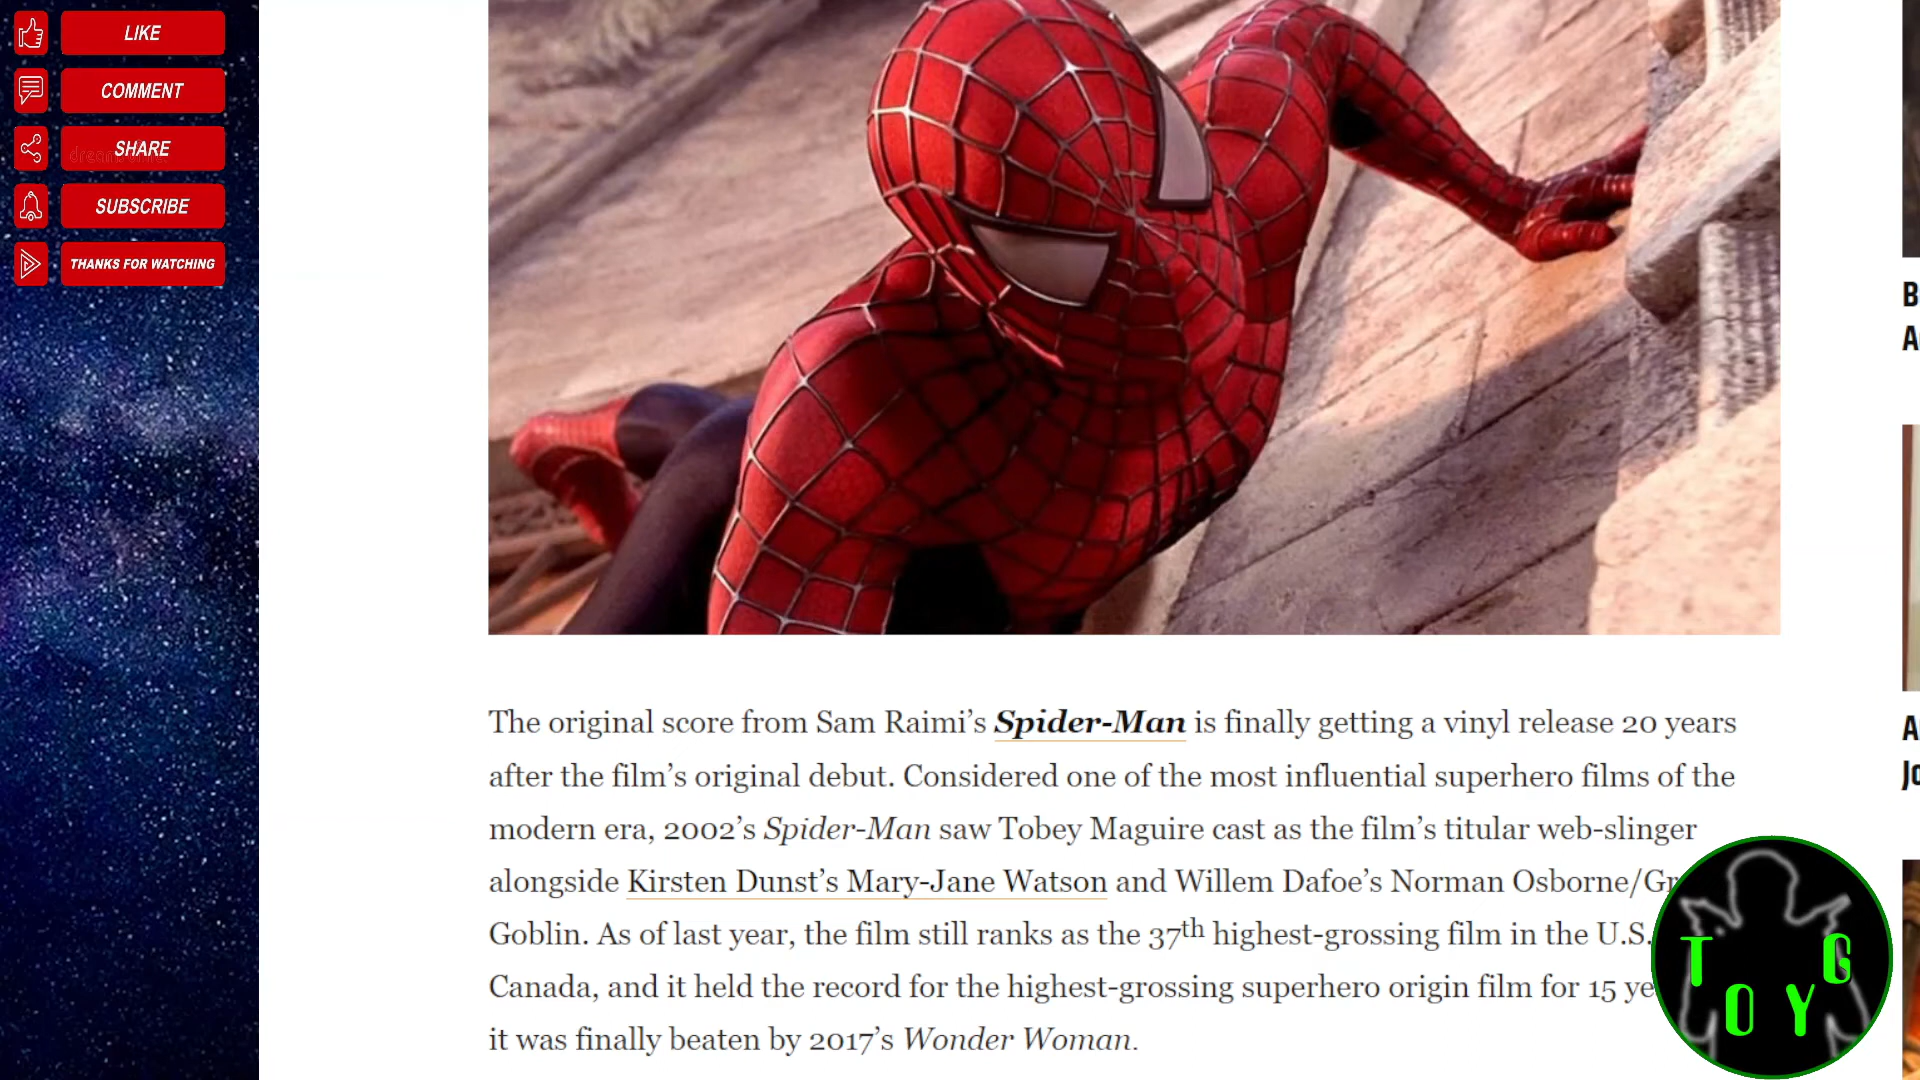 LIKE
COMMENT
SHARE
SUBSCRIBE
THANKS FOR WATCHING
The original score from Sam Raimi’s Spider-Man is finally getting a vinyl release 20 years
after the film’s original debut. Considered one of the most influential superhero films of the
modern era, 2002’s Spider-Man saw Tobey Maguire cast as the film’s titular web-slinger
alongside Kirsten Dunst’s Mary-Jane Watson and Willem Dafoe’s Norman Osborne/Gr
Goblin. As of last year, the film still ranks as the 37th highest-grossing film in the U.S.
Canada, and it held the record for the highest-grossing superhero origin film for 15 ye
it was finally beaten by 2017’s Wonder Woman.
B
A
A
Jo
TOYG